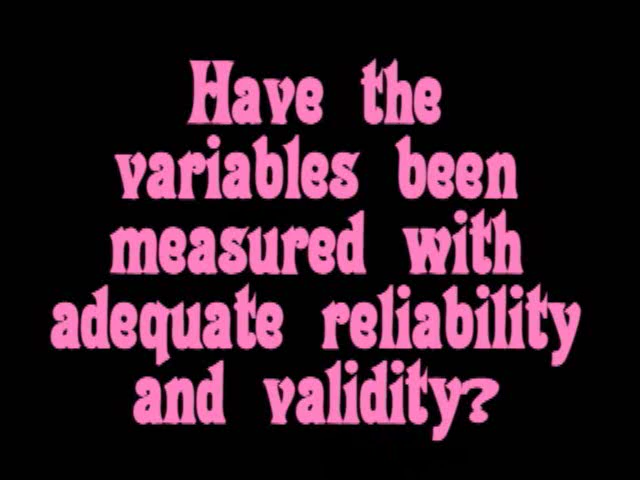 Have the
variables been
measured with
adequate reliability
and validity?